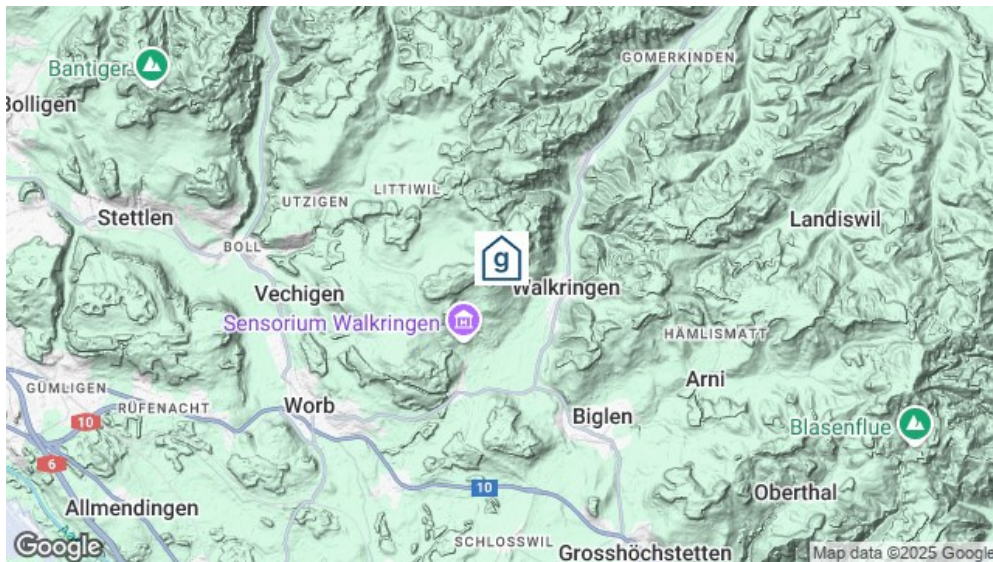 GOMERKINDEN
Bantiger
Bolligen
LITTIWIL
UTZIGEN
Stettlen
Landiswil
BOLL
g
Walkringen
Vechigen
Sensorium Walkringen
HÄMLISMATT
Arni
GÜMLIGEN
RÜFENACHT
Worb
10
Biglen
Blasenflue
6
10
Oberthal
Allmendingen
SCHLOSSWIL
Grosshöchstetten
Google
Map data ©2025 Google